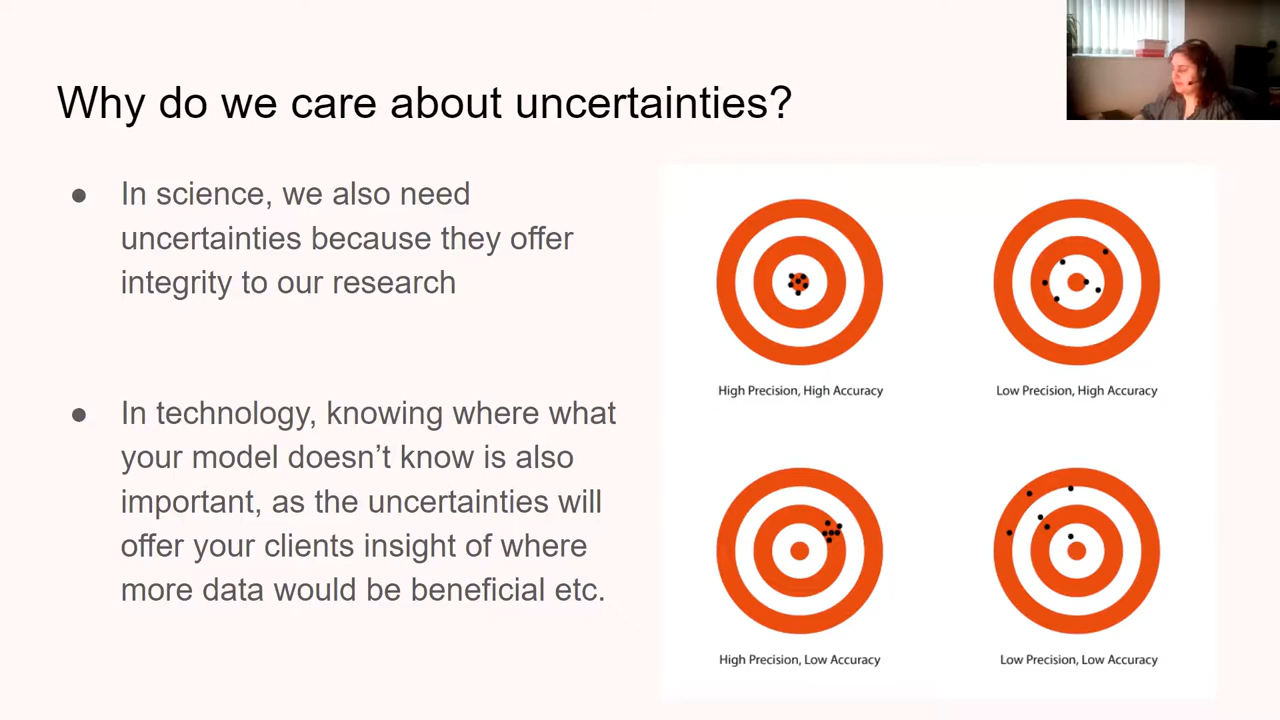 Why do we care about uncertainties?
● In science, we also need
uncertainties because they offer
integrity to our research
● In technology, knowing where what
your model doesn’t know is also
important, as the uncertainties will
offer your clients insight of where
more data would be beneficial etc.
High Precision, High Accuracy
Low Precision, High Accuracy
High Precision, Low Accuracy
Low Precision, Low Accuracy